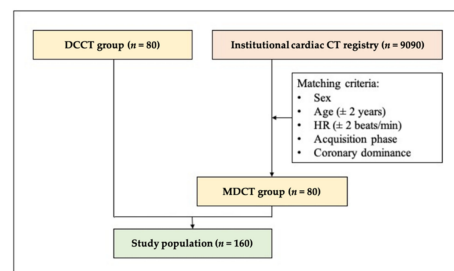 DCCT group (n = 80)
Institutional cardiac CT registry (n = 9090)
Matching criteria:
• Sex
• Age (± 2 years)
• HR (± 2 beats/min)
• Acquisition phase
• Coronary dominance
MDCT group (n = 80)
Study population (n = 160)